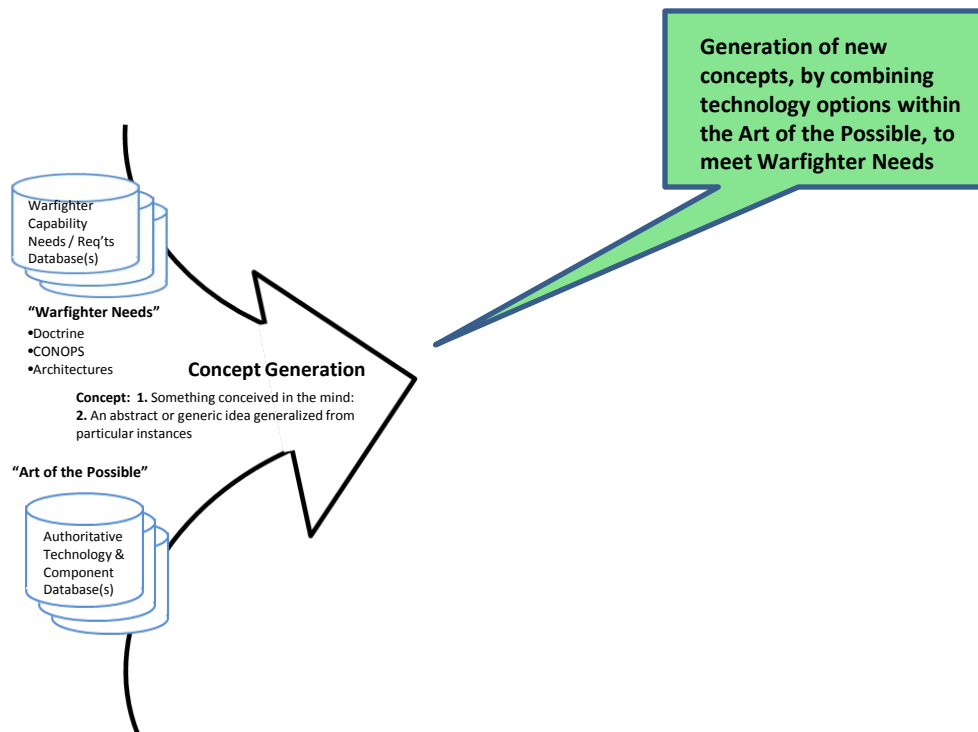 Generation of new
concepts, by combining
technology options within
the Art of the Possible, to
meet Warfighter Needs
Warfighter
Capability
Needs / Req’ts
Database(s)
“Warfighter Needs”
•Doctrine
•CONOPS
•Architectures
Concept Generation
Concept: 1. Something conceived in the mind:
2. An abstract or generic idea generalized from
particular instances
“Art of the Possible”
Authoritative
Technology &
Component
Database(s)